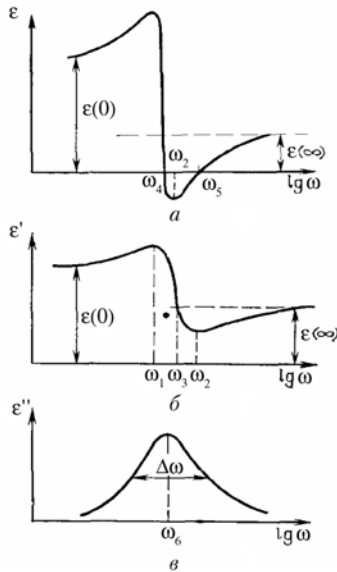 ε
ε(0)
ω₂
ε(∞)
ω₄
ω₅
lg ω
а
ε'
ε(0)
ε(∞)
ω₁
ω₃
ω₂
lg ω
б
ε''
Δω
lg ω
ω₆
в